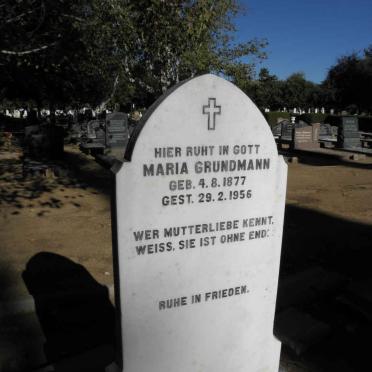 HIER RUHT IN GOTT
MARIA GRUNDMANN
GEB. 4.8.1877
GEST. 29.2.1956
WER MUTTERLIEBE KENNT,
WEISS, SIE IST OHNE END.
RUHE IN FRIEDEN.